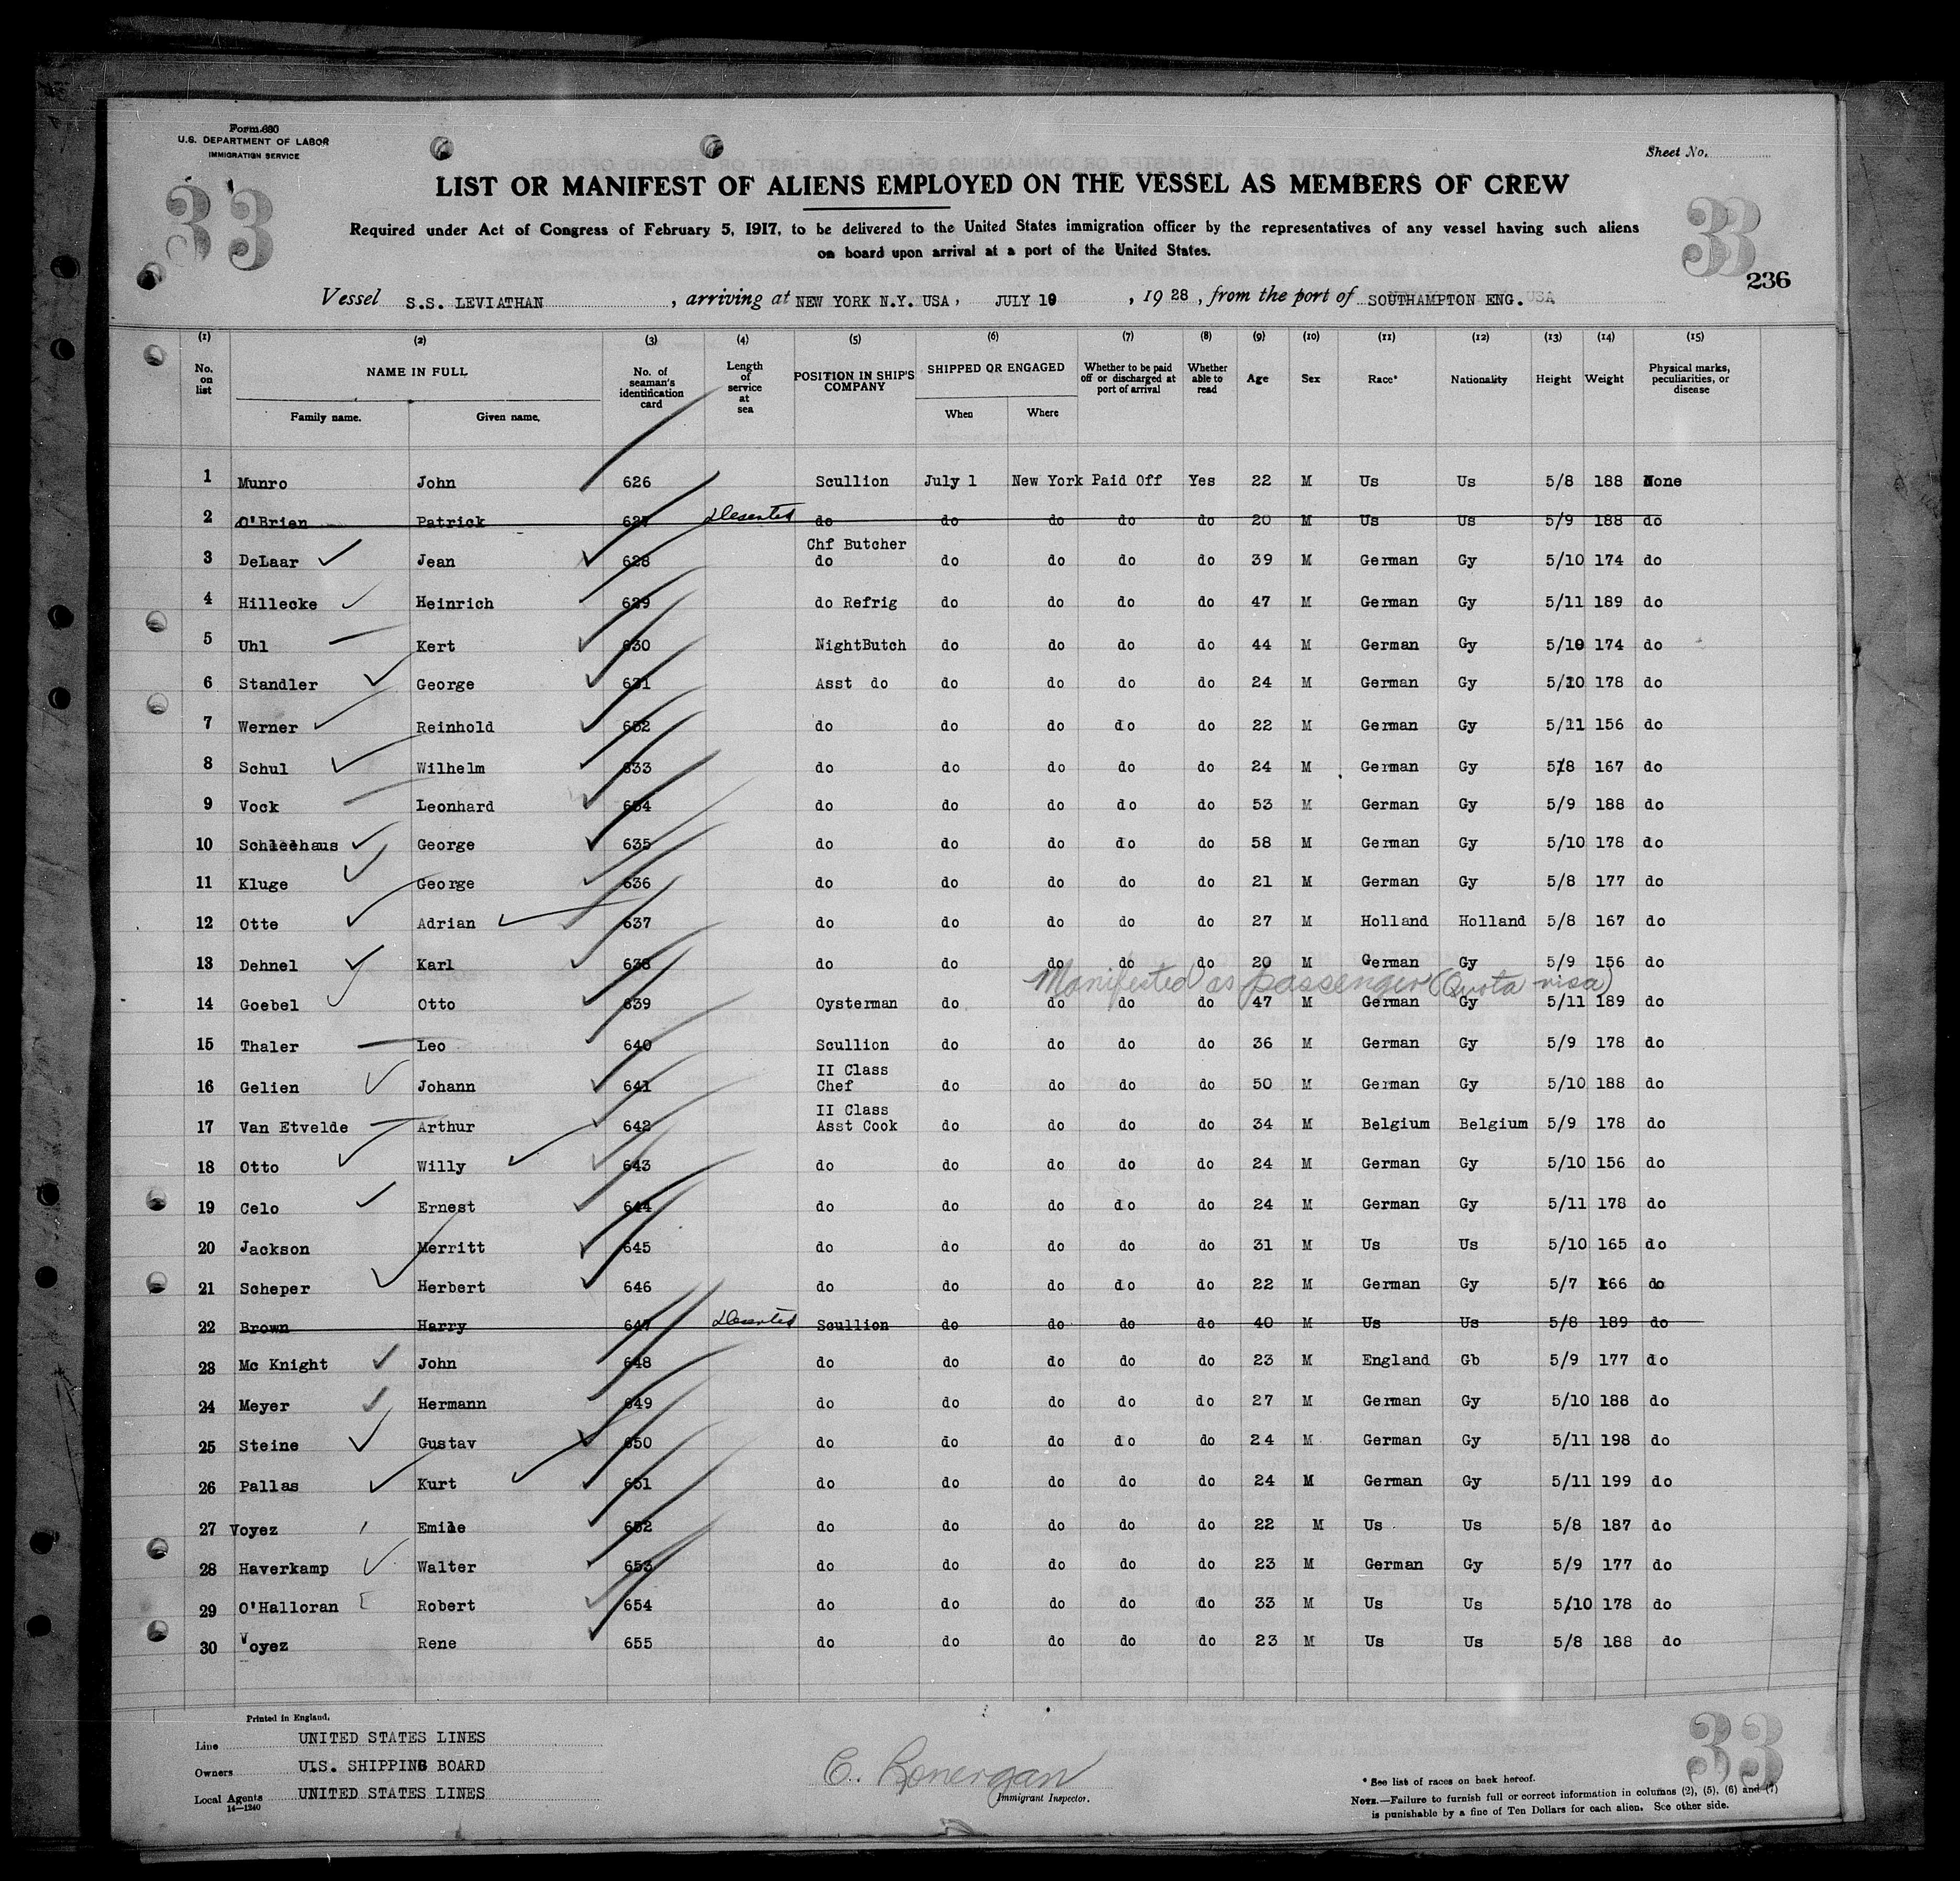 Form 680
U.S. DEPARTMENT OF LABOR
IMMIGRATION SERVICE
Sheet No.
33
33
LIST OR MANIFEST OF ALIENS EMPLOYED ON THE VESSEL AS MEMBERS OF CREW
Required under Act of Congress of February 5, 1917, to be delivered to the United States immigration officer by the representatives of any vessel having such aliens
on board upon arrival at a port of the United States.
236
Vessel S.S. LEVIATHAN, arriving at NEW YORK N.Y. USA, JULY 10, 1928, from the port of SOUTHAMPTON ENG.
(1) (2) (3) (4) (5) (6) (7) (8) (9) (10) (11) (12) (13) (14) (15)
No. on list NAME IN FULL Family name. Given name. No. of seaman's identification card Length of service at sea POSITION IN SHIP'S COMPANY SHIPPED OR ENGAGED When Where Whether to be paid off or discharged at port of arrival Whether able to read Age Sex Race* Nationality Height Weight Physical marks, peculiarities, or disease
1 Munro John 626 Scullion July 1 New York Paid Off Yes 22 M Us Us 5/8 188 None
2 O'Brien Patrick 627 Deserted do do do do do 20 M Us Us 5/9 188 do
3 DeLaar Jean 628 Chf Butcher do do do do do 39 M German Gy 5/10 174 do
4 Hillecke Heinrich 629 do Refrig do do do do 47 M German Gy 5/11 189 do
5 Uhl Kert 630 NightButch do do do do 44 M German Gy 5/10 174 do
6 Standler George 631 Asst do do do do do 24 M German Gy 5/10 178 do
7 Werner Reinhold 632 do do do do do 22 M German Gy 5/11 156 do
8 Schul Wilhelm 633 do do do do do 24 M German Gy 5/8 167 do
9 Vock Leonhard 634 do do do do do 53 M German Gy 5/9 188 do
10 Schleehaus George 635 do do do do do 58 M German Gy 5/10 178 do
11 Kluge George 636 do do do do do 21 M German Gy 5/8 177 do
12 Otte Adrian 637 do do do do do 27 M Holland Holland 5/8 167 do
13 Dehnel Karl 638 do do do do do 20 M German Gy 5/9 156 do
Manifested as passenger (Quota visa)
14 Goebel Otto 639 Oysterman do do do do 47 M German Gy 5/11 189 do
15 Thaler Leo 640 Scullion do do do do 36 M German Gy 5/9 178 do
16 Gelien Johann 641 II Class Chef do do do do 50 M German Gy 5/10 188 do
17 Van Etvelde Arthur 642 II Class Asst Cook do do do do 34 M Belgium Belgium 5/9 178 do
18 Otto Willy 643 do do do do do 24 M German Gy 5/10 156 do
19 Celo Ernest 644 do do do do do 24 M German Gy 5/11 178 do
20 Jackson Merritt 645 do do do do do 31 M Us Us 5/10 165 do
21 Scheper Herbert 646 do do do do do 22 M German Gy 5/7 166 do
22 Brown Harry 647 Deserted Scullion do do do do 40 M Us Us 5/8 189 do
23 Mc Knight John 648 do do do do do 23 M England Gb 5/9 177 do
24 Meyer Hermann 649 do do do do do 27 M German Gy 5/10 188 do
25 Steine Gustav 650 do do do do do 24 M German Gy 5/11 198 do
26 Pallas Kurt 651 do do do do do 24 M German Gy 5/11 199 do
27 Voyez Emile 652 do do do do do 22 M Us Us 5/8 187 do
28 Haverkamp Walter 653 do do do do do 23 M German Gy 5/9 177 do
29 O'Halloran Robert 654 do do do do do 33 M Us Us 5/10 178 do
30 Voyez Rene 655 do do do do do 23 M Us Us 5/8 188 do
Printed in England.
Line UNITED STATES LINES
Owners U.S. SHIPPING BOARD
Local Agents UNITED STATES LINES
14—1240
C. Lonergan
Immigrant Inspector.
33
* See list of races on back hereof.
NOTE.—Failure to furnish full or correct information in columns (2), (5), (6) and (7)
is punishable by a fine of Ten Dollars for each alien. See other side.